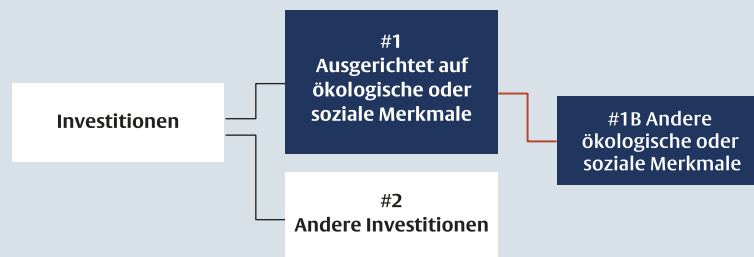 Investitionen
#1
Ausgerichtet auf
ökologische oder
soziale Merkmale
#2
Andere Investitionen
#1B Andere
ökologische oder
soziale Merkmale